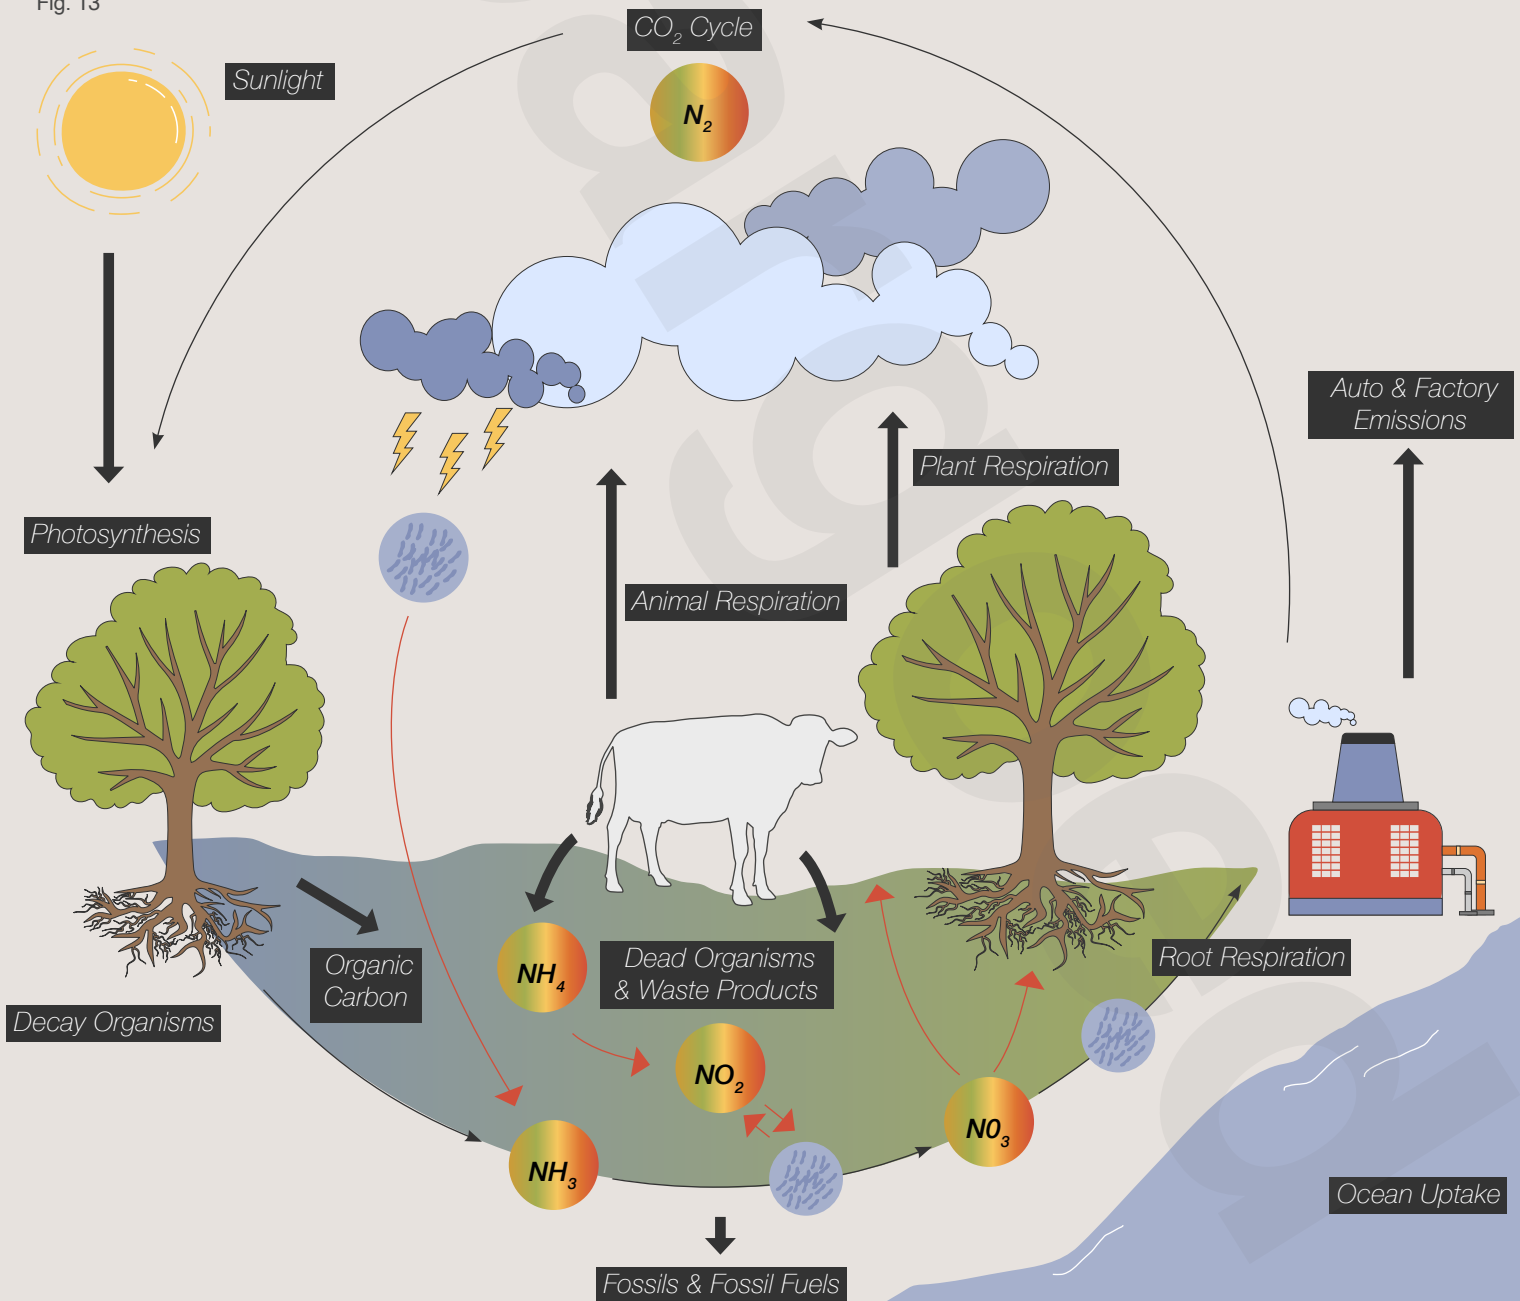 Fig. 13
CO₂ Cycle
Sunlight
N₂
Auto & Factory
Emissions
Plant Respiration
Photosynthesis
Animal Respiration
Organic
Carbon
NH₄
Dead Organisms
& Waste Products
Root Respiration
Decay Organisms
NO₂
N0₃
NH₃
Ocean Uptake
Fossils & Fossil Fuels